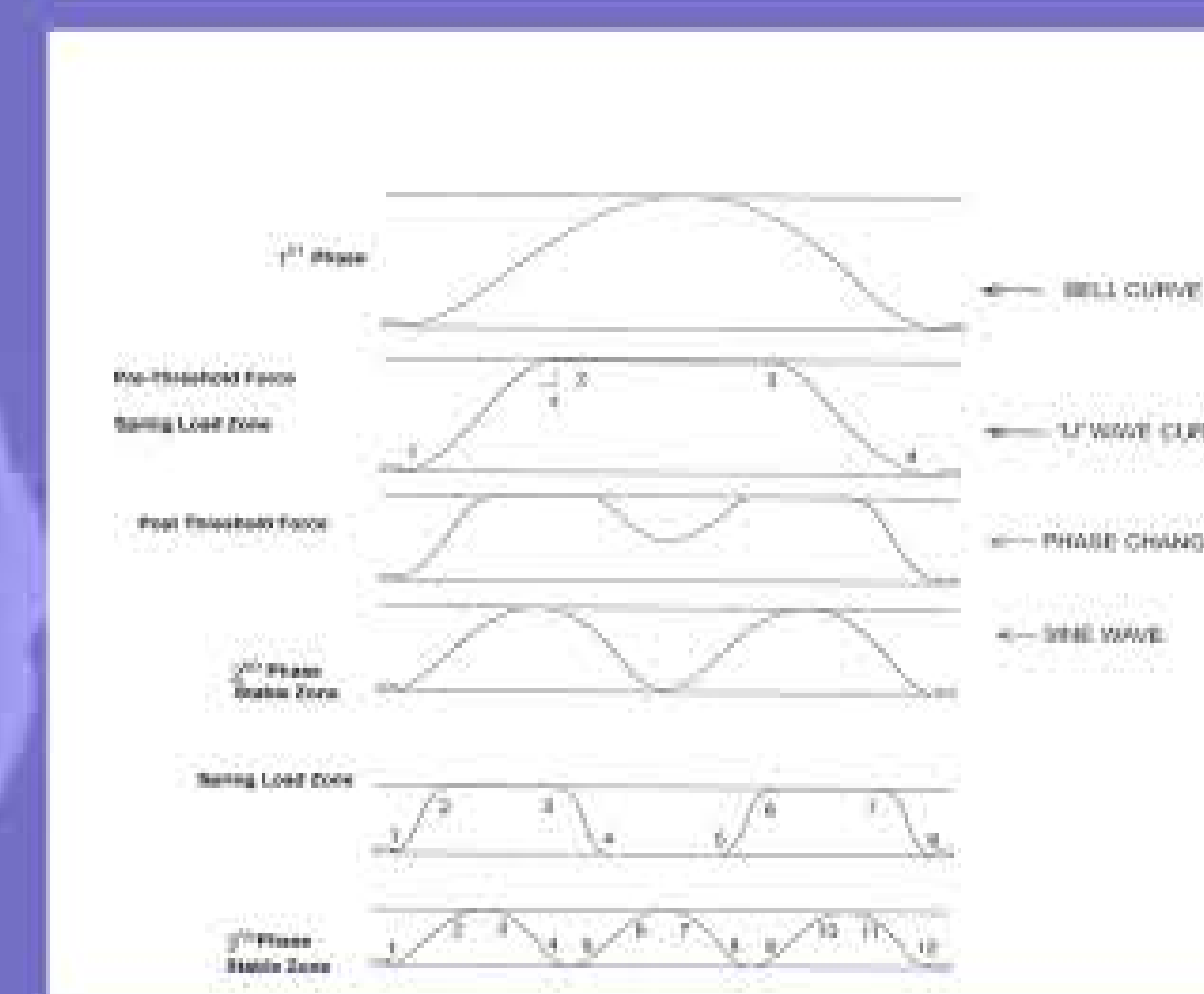 1st Phase
BELL CURVE
Pre-Threshold Force
2
3
Spring Load Zone
1
4
'U' WAVE CUR
Post Threshold Force
PHASE CHANG
SINE WAVE
2nd Phase
Stable Zone
Spring Load Zone
2 3 6 7
1 4 5 8
2 3 6 7 10 11
1 4 5 8 9 12
3rd Phase
Stable Zone